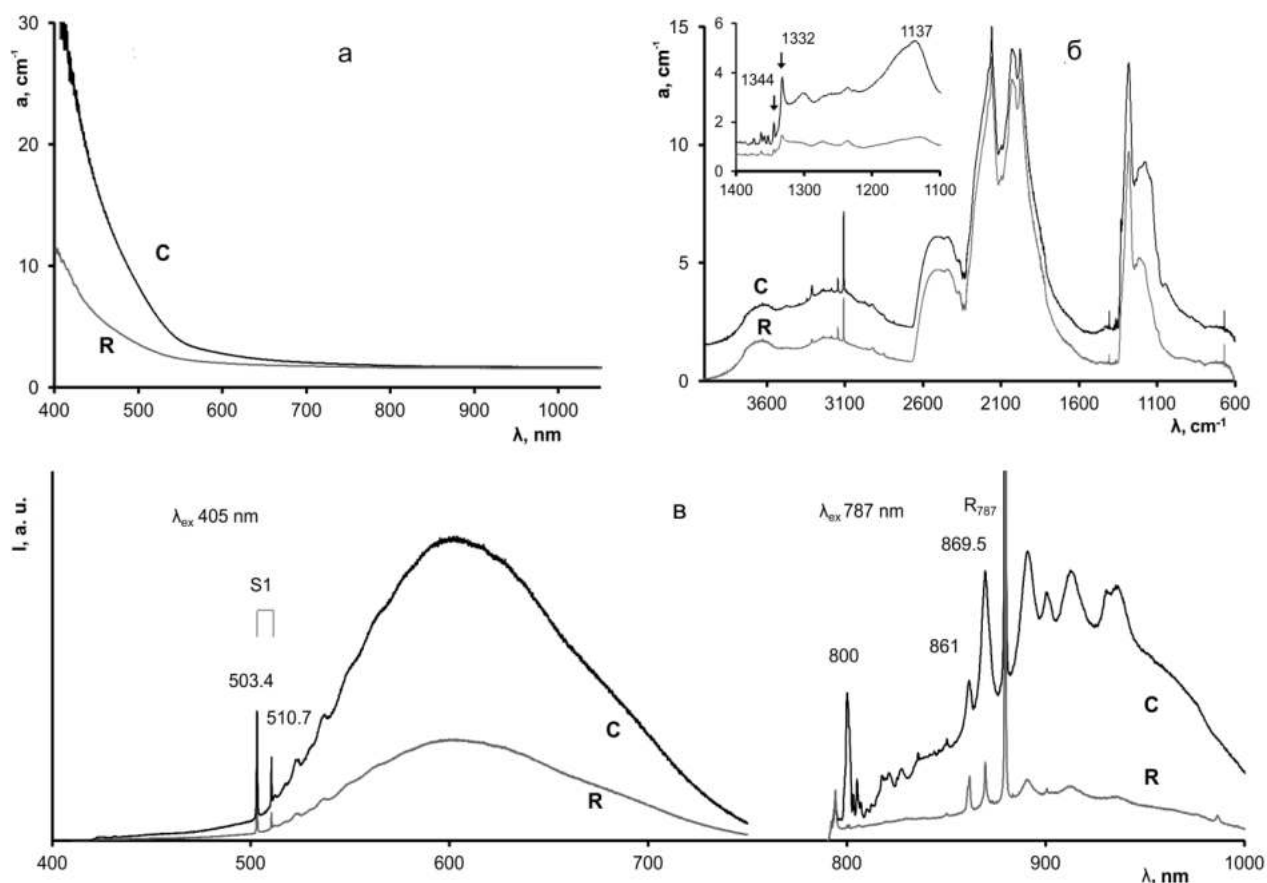 a, cm⁻¹
30
20
10
0
а
C
R
400 500 600 700 800 900 1000
λ, nm
a, cm⁻¹
15
10
5
0
б
6
4
2
0
1344
1332
1137
1400 1300 1200 1100
C
R
3600 3100 2600 2100 1600 1100 600
λ, cm⁻¹
I, a. u.
λex 405 nm
S1
503.4
510.7
C
R
400 500 600 700
В
λex 787 nm
R787
869.5
861
800
C
R
800 900 1000
λ, nm